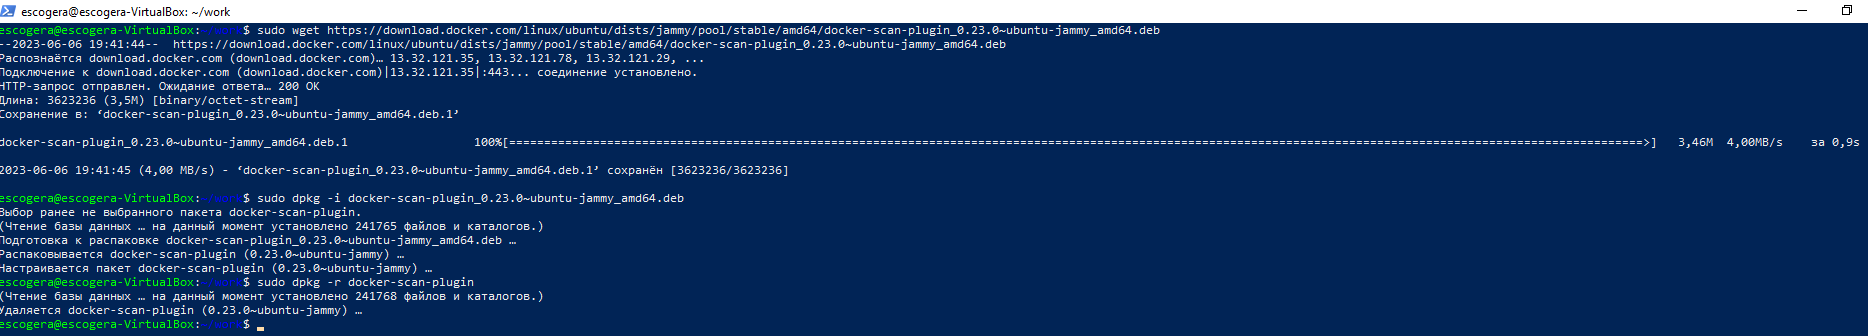 escogera@escogera-VirtualBox: ~/work
escogera@escogera-VirtualBox:~/work$ sudo wget https://download.docker.com/linux/ubuntu/dists/jammy/pool/stable/amd64/docker-scan-plugin_0.23.0~ubuntu-jammy_amd64.deb
--2023-06-06 19:41:44--  https://download.docker.com/linux/ubuntu/dists/jammy/pool/stable/amd64/docker-scan-plugin_0.23.0~ubuntu-jammy_amd64.deb
Распознаётся download.docker.com (download.docker.com)… 13.32.121.35, 13.32.121.78, 13.32.121.29, ...
Подключение к download.docker.com (download.docker.com)|13.32.121.35|:443... соединение установлено.
HTTP-запрос отправлен. Ожидание ответа… 200 OK
Длина: 3623236 (3,5M) [binary/octet-stream]
Сохранение в: ‘docker-scan-plugin_0.23.0~ubuntu-jammy_amd64.deb.1’
docker-scan-plugin_0.23.0~ubuntu-jammy_amd64.deb.1 100%[=====================================================>] 3,46M 4,00MB/s за 0,9s
2023-06-06 19:41:45 (4,00 MB/s) - ‘docker-scan-plugin_0.23.0~ubuntu-jammy_amd64.deb.1’ сохранён [3623236/3623236]
escogera@escogera-VirtualBox:~/work$ sudo dpkg -i docker-scan-plugin_0.23.0~ubuntu-jammy_amd64.deb
Выбор ранее не выбранного пакета docker-scan-plugin.
(Чтение базы данных … на данный момент установлено 241765 файлов и каталогов.)
Подготовка к распаковке docker-scan-plugin_0.23.0~ubuntu-jammy_amd64.deb …
Распаковывается docker-scan-plugin (0.23.0~ubuntu-jammy) …
Настраивается пакет docker-scan-plugin (0.23.0~ubuntu-jammy) …
escogera@escogera-VirtualBox:~/work$ sudo dpkg -r docker-scan-plugin
(Чтение базы данных … на данный момент установлено 241768 файлов и каталогов.)
Удаляется docker-scan-plugin (0.23.0~ubuntu-jammy) …
escogera@escogera-VirtualBox:~/work$